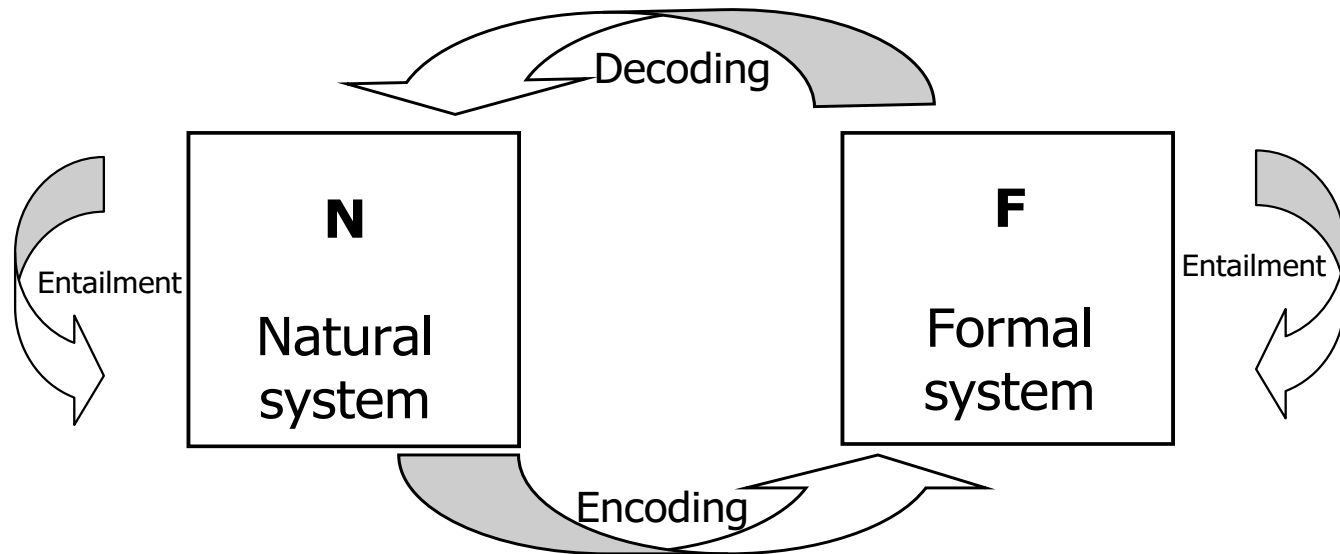 Decoding
N
Natural
system
Entailment
F
Formal
system
Entailment
Encoding